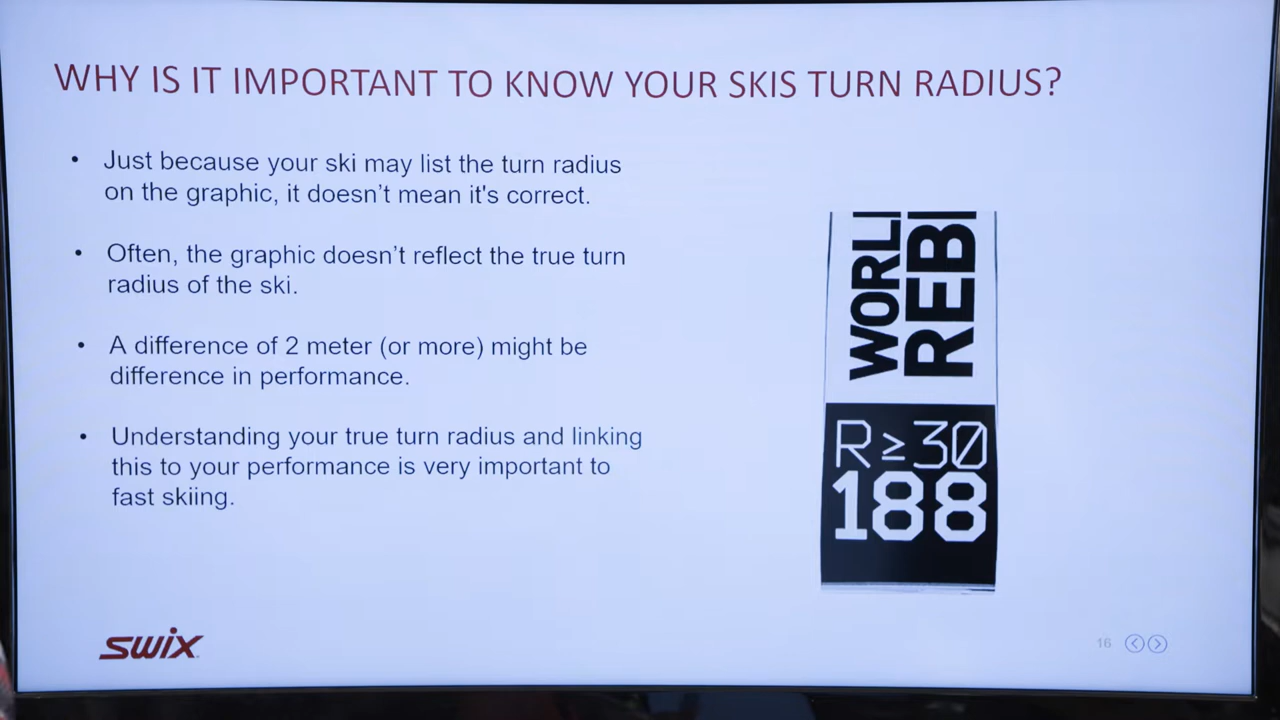 WHY IS IT IMPORTANT TO KNOW YOUR SKIS TURN RADIUS?
• Just because your ski may list the turn radius
on the graphic, it doesn’t mean it's correct.
• Often, the graphic doesn’t reflect the true turn
radius of the ski.
• A difference of 2 meter (or more) might be
difference in performance.
• Understanding your true turn radius and linking
this to your performance is very important to
fast skiing.
WORL
REB
R≥30
188
swix
16